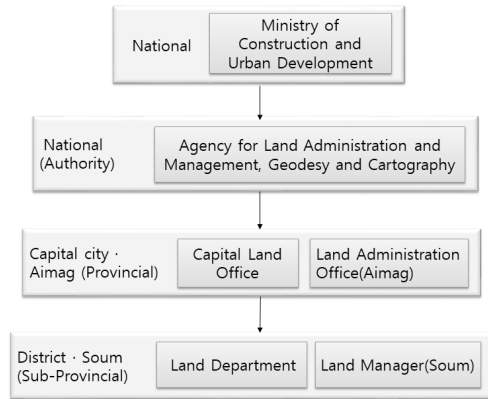 National
Ministry of
Construction and
Urban Development
National
(Authority)
Agency for Land Administration and
Management, Geodesy and Cartography
Capital city ·
Aimag (Provincial)
Capital Land
Office
Land Administration
Office(Aimag)
District · Soum
(Sub-Provincial)
Land Department
Land Manager(Soum)